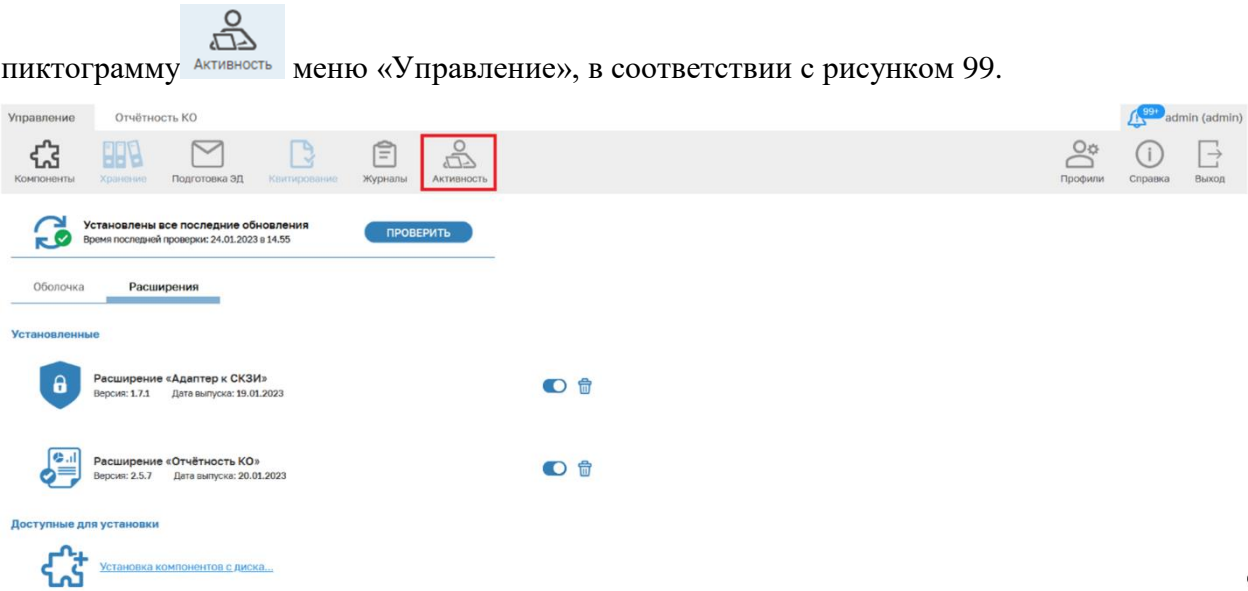 Активность
пиктограмму меню «Управление», в соответствии с рисунком 99.
Управление Отчётность КО 99+ admin (admin)
Компоненты Хранение Подготовка ЭД Квитирование Журналы Активность Профили Справка Выход
Установлены все последние обновления
Время последней проверки: 24.01.2023 в 14.55
ПРОВЕРИТЬ
Оболочка Расширения
Установленные
Расширение «Адаптер к СКЗИ»
Версия: 1.7.1 Дата выпуска: 19.01.2023
Расширение «Отчётность КО»
Версия: 2.5.7 Дата выпуска: 20.01.2023
Доступные для установки
Установка компонентов с диска...